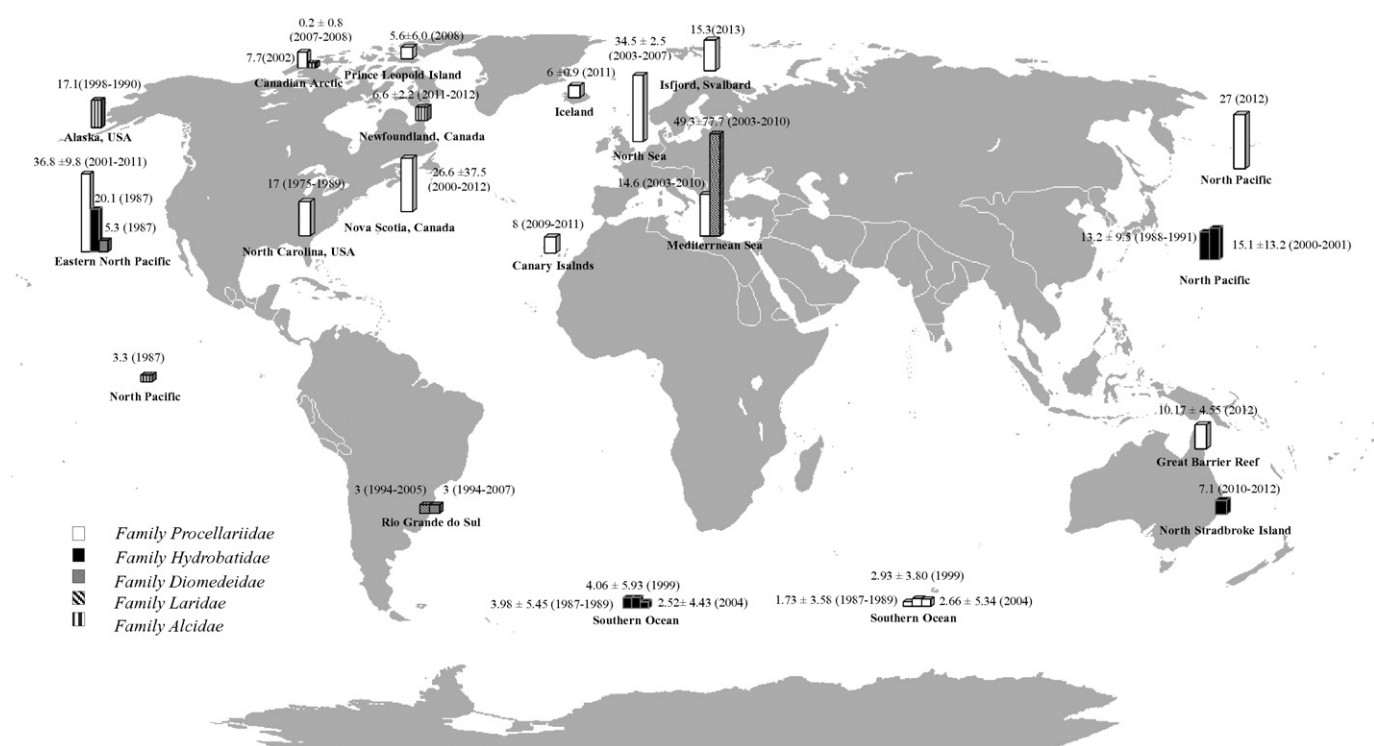 0.2 ± 0.8
(2007-2008)
7.7(2002)
Canadian Arctic
5.6±6.0 (2008)
Prince Leopold Island
34.5 ± 2.5
(2003-2007)
North Sea
15.3(2013)
Isfjord, Svalbard
6 ±0.9 (2011)
Iceland
17.1(1998-1990)
Alaska, USA
6.6 ±2.2 (2011-2012)
Newfoundland, Canada
49.3±77.7 (2003-2010)
14.6 (2003-2010)
Mediterrnean Sea
27 (2012)
North Pacific
36.8 ±9.8 (2001-2011)
20.1 (1987)
5.3 (1987)
Eastern North Pacific
17 (1975-1989)
North Carolina, USA
26.6 ±37.5
(2000-2012)
Nova Scotia, Canada
8 (2009-2011)
Canary Isalnds
13.2 ± 9.5 (1988-1991)
15.1 ±13.2 (2000-2001)
North Pacific
3.3 (1987)
North Pacific
10.17 ± 4.55 (2012)
Great Barrier Reef
7.1 (2010-2012)
North Stradbroke Island
3 (1994-2005)
3 (1994-2007)
Rio Grande do Sul
Family Procellariidae
Family Hydrobatidae
Family Diomedeidae
Family Laridae
Family Alcidae
4.06 ± 5.93 (1999)
3.98 ± 5.45 (1987-1989)
2.52± 4.43 (2004)
Southern Ocean
2.93 ± 3.80 (1999)
1.73 ± 3.58 (1987-1989)
2.66 ± 5.34 (2004)
Southern Ocean